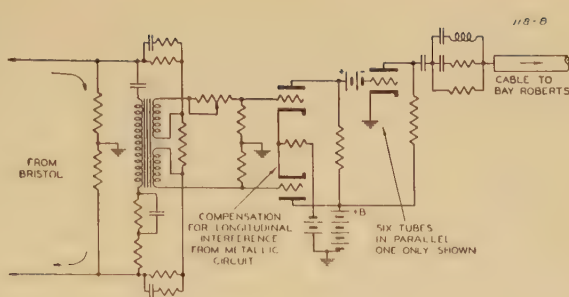 118-8
CABLE TO
BAY ROBERTS
FROM
BRISTOL
COMPENSATION
FOR LONGITUDINAL
INTERFERENCE
FROM METALLIC
CIRCUIT
+B
SIX TUBES
IN PARALLEL
ONE ONLY SHOWN
+